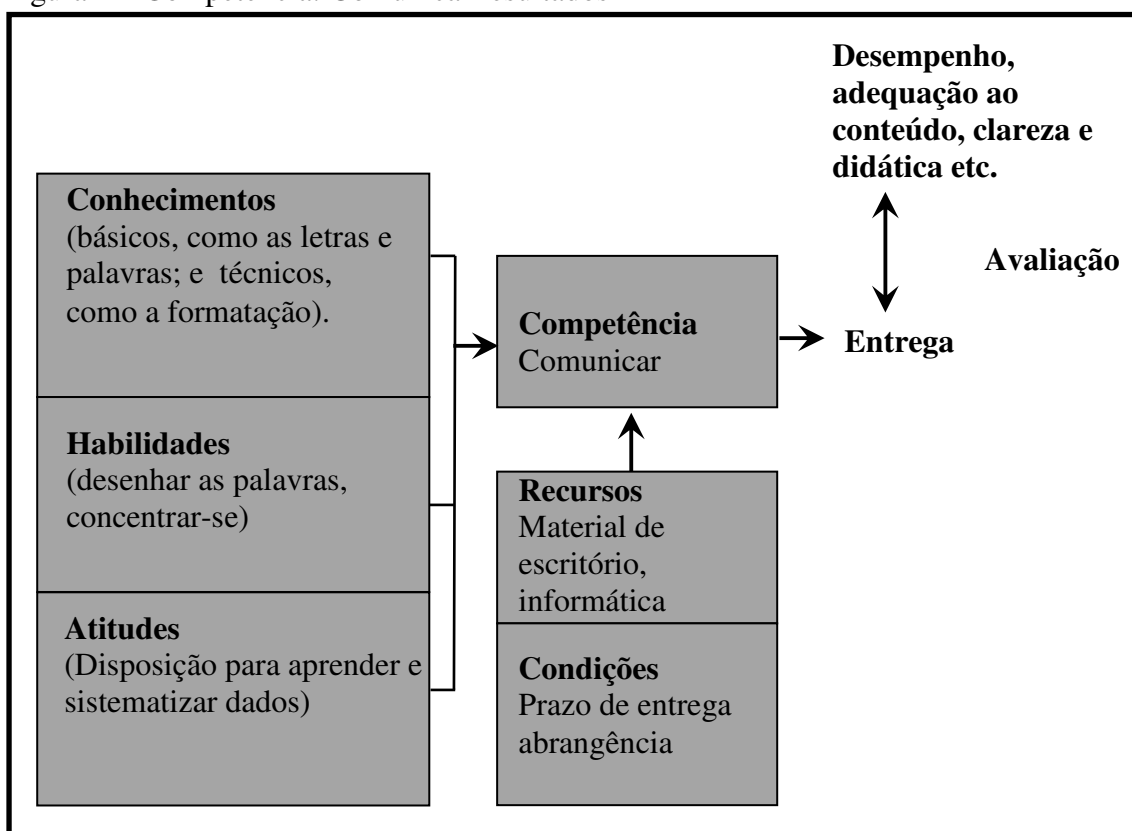 Desempenho,
adequação ao
conteúdo, clareza e
didática etc.
Avaliação
Conhecimentos
(básicos, como as letras e
palavras; e técnicos,
como a formatação).
Habilidades
(desenhar as palavras,
concentrar-se)
Atitudes
(Disposição para aprender e
sistematizar dados)
Competência
Comunicar
Entrega
Recursos
Material de
escritório,
informática
Condições
Prazo de entrega
abrangência